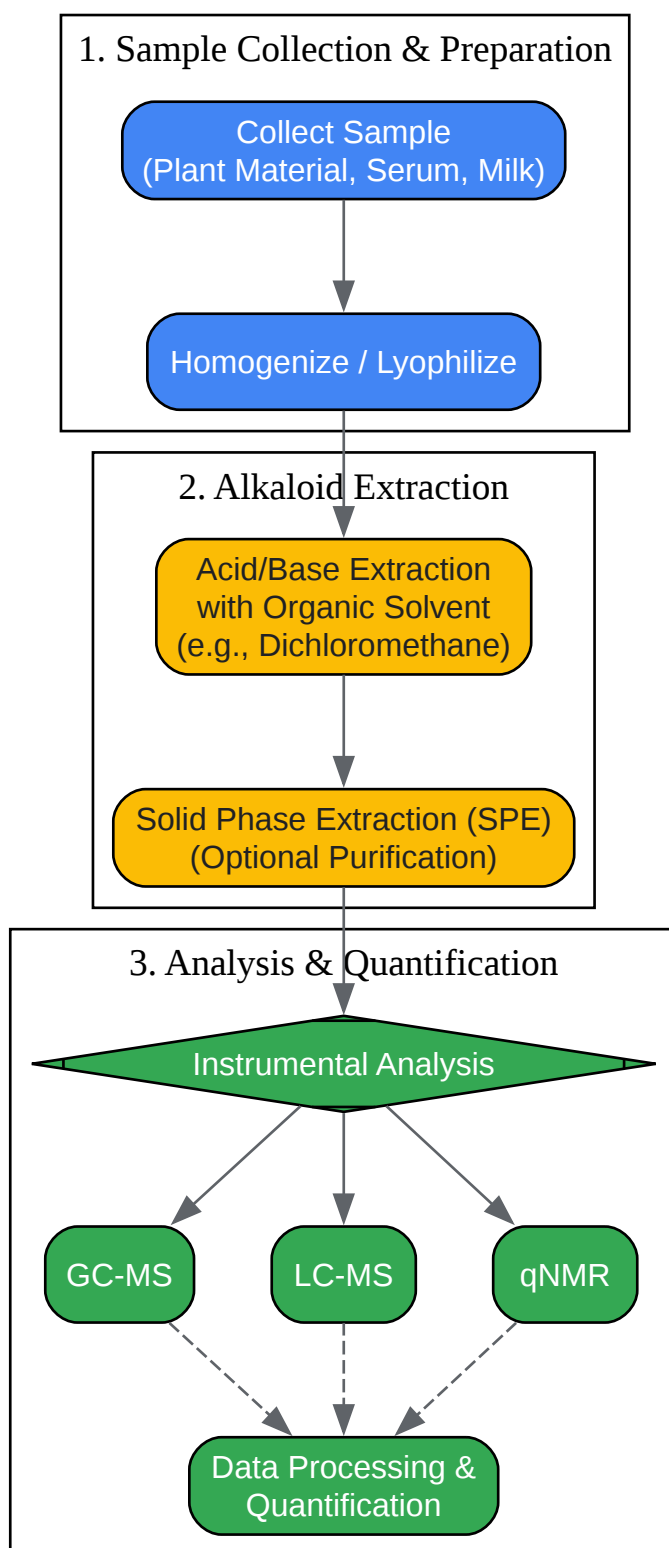 1. Sample Collection & Preparation
Collect Sample
(Plant Material, Serum, Milk)
Homogenize / Lyophilize
2. Alkaloid Extraction
Acid/Base Extraction
with Organic Solvent
(e.g., Dichloromethane)
Solid Phase Extraction (SPE)
(Optional Purification)
3. Analysis & Quantification
Instrumental Analysis
GC-MS
LC-MS
qNMR
Data Processing &
Quantification